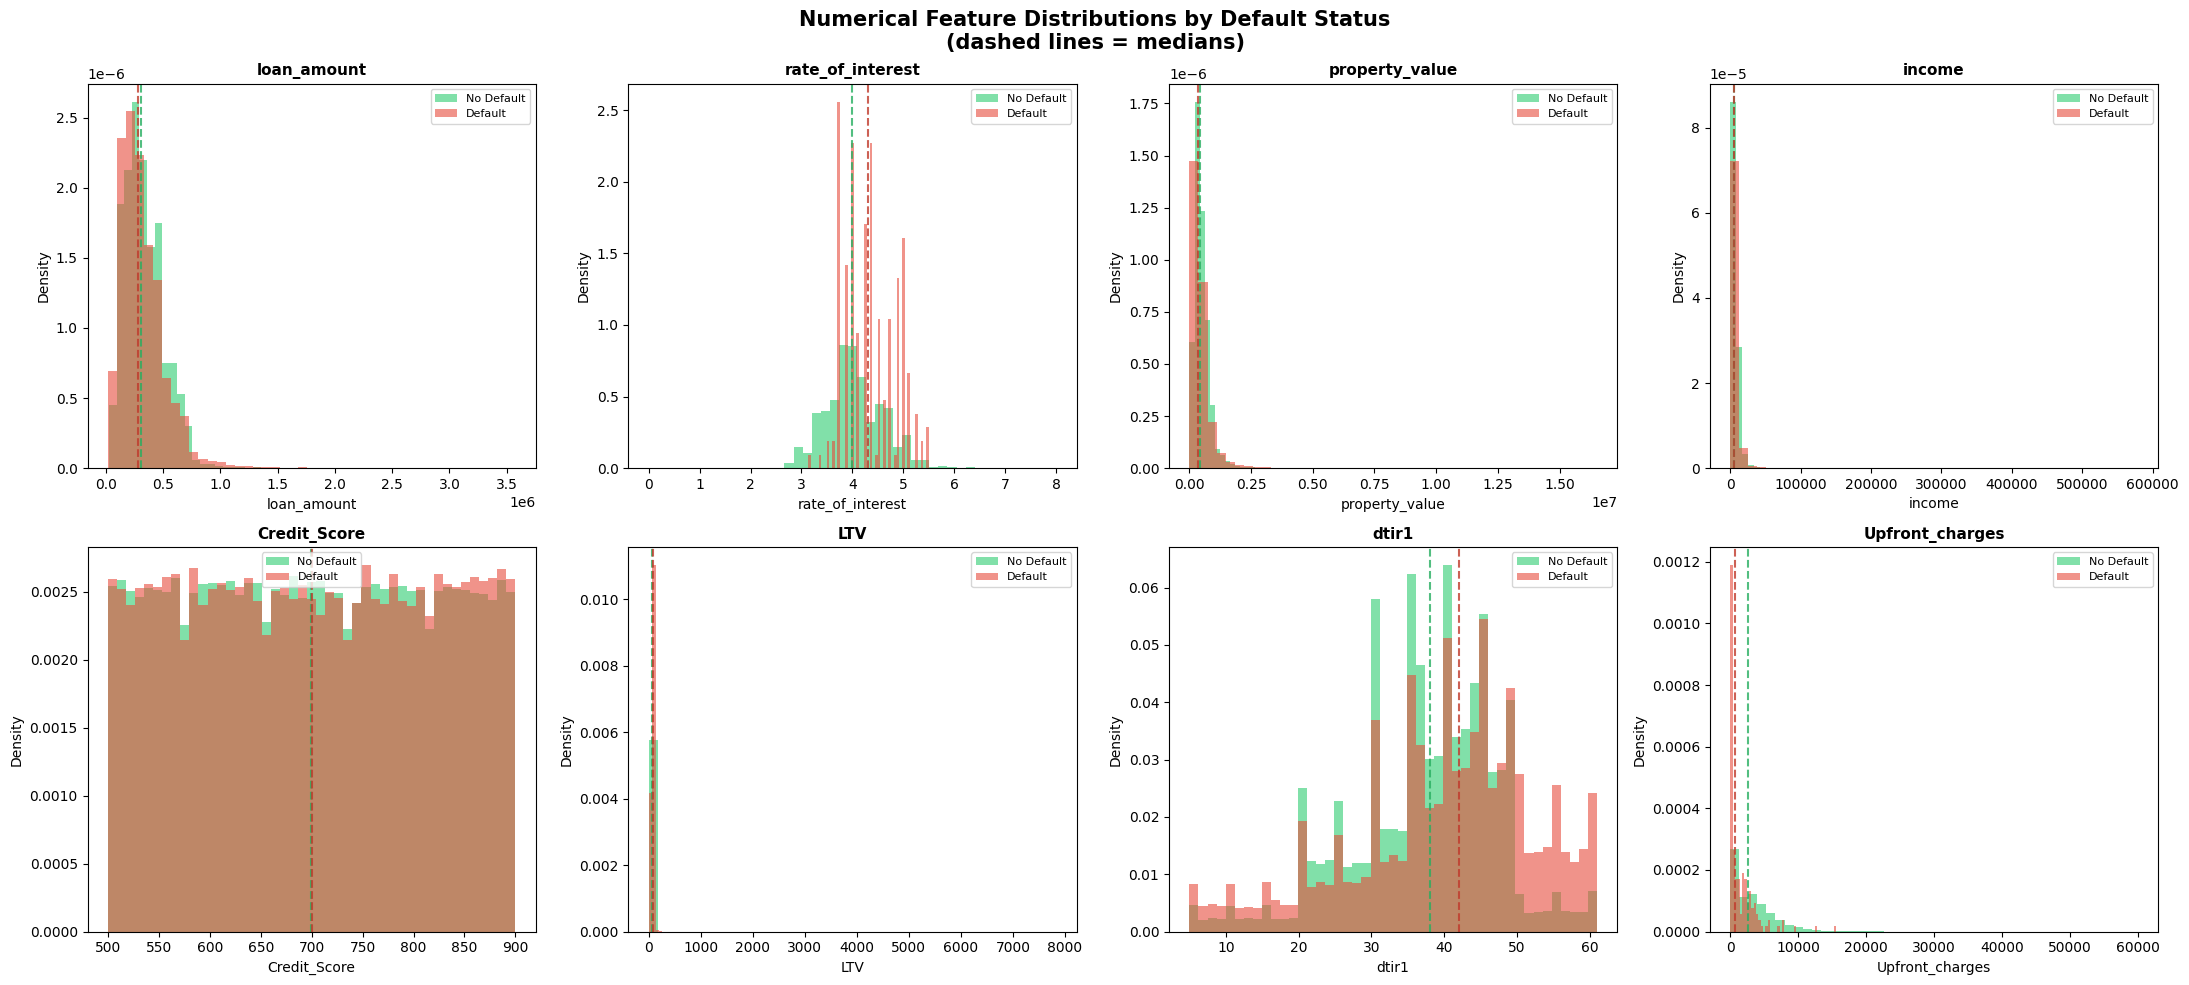 Numerical Feature Distributions by Default Status
(dashed lines = medians)
loan_amount
1e−6
No Default
Default
Density
2.5
2.0
1.5
1.0
0.5
0.0
0.0 0.5 1.0 1.5 2.0 2.5 3.0 3.5
1e6
loan_amount
rate_of_interest
No Default
Default
Density
2.5
2.0
1.5
1.0
0.5
0.0
0 1 2 3 4 5 6 7 8
rate_of_interest
property_value
1e−6
No Default
Default
Density
1.75
1.50
1.25
1.00
0.75
0.50
0.25
0.00
0.00 0.25 0.50 0.75 1.00 1.25 1.50
1e7
property_value
income
1e−5
No Default
Default
Density
8
6
4
2
0
0 100000 200000 300000 400000 500000 600000
income
Credit_Score
No Default
Default
Density
0.0025
0.0020
0.0015
0.0010
0.0005
0.0000
500 550 600 650 700 750 800 850 900
Credit_Score
LTV
No Default
Default
Density
0.010
0.008
0.006
0.004
0.002
0.000
0 1000 2000 3000 4000 5000 6000 7000 8000
LTV
dtir1
No Default
Default
Density
0.06
0.05
0.04
0.03
0.02
0.01
0.00
10 20 30 40 50 60
dtir1
Upfront_charges
No Default
Default
Density
0.0012
0.0010
0.0008
0.0006
0.0004
0.0002
0.0000
0 10000 20000 30000 40000 50000 60000
Upfront_charges